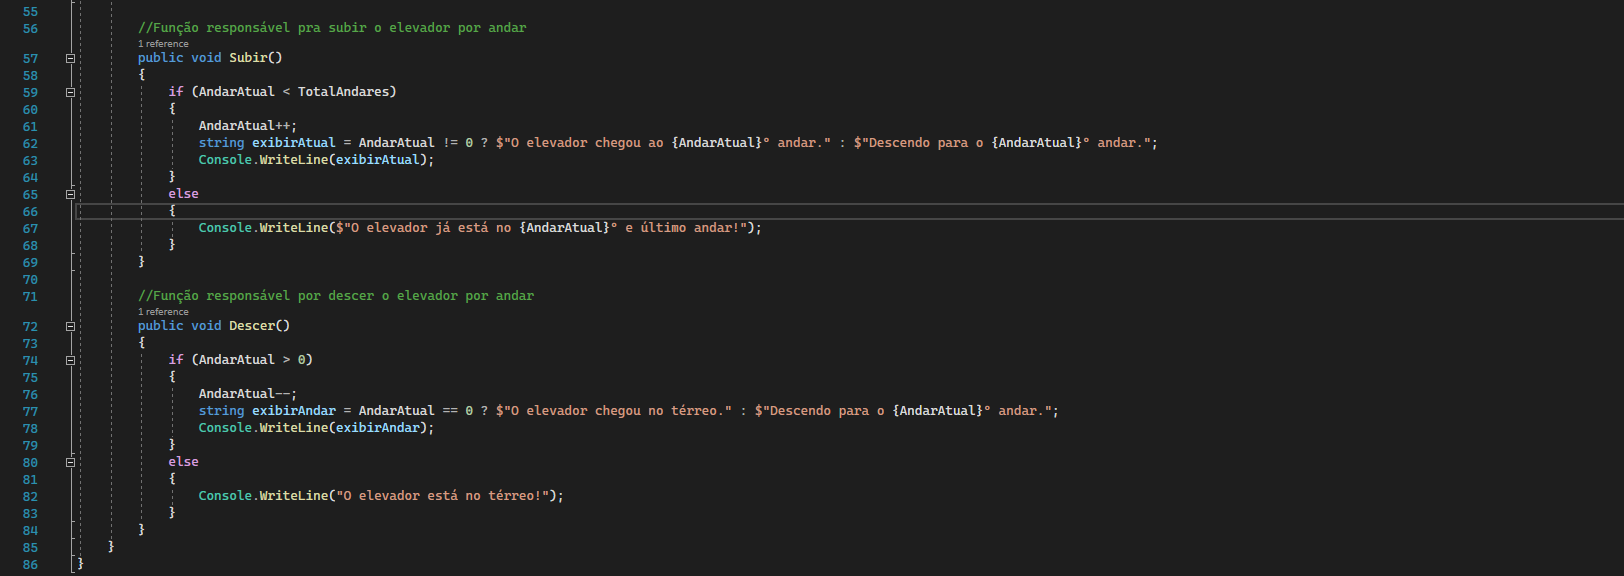 55
56 //Função responsável pra subir o elevador por andar
1 reference
57 public void Subir()
58 {
59 if (AndarAtual < TotalAndares)
60 {
61 AndarAtual++;
62 string exibirAtual = AndarAtual != 0 ? $"O elevador chegou ao {AndarAtual}° andar." : $"Descendo para o {AndarAtual}° andar.";
63 Console.WriteLine(exibirAtual);
64 }
65 else
66 {
67 Console.WriteLine($"O elevador já está no {AndarAtual}° e último andar!");
68 }
69 }
70
71 //Função responsável por descer o elevador por andar
1 reference
72 public void Descer()
73 {
74 if (AndarAtual > 0)
75 {
76 AndarAtual--;
77 string exibirAndar = AndarAtual == 0 ? $"O elevador chegou no térreo." : $"Descendo para o {AndarAtual}° andar.";
78 Console.WriteLine(exibirAndar);
79 }
80 else
81 {
82 Console.WriteLine("O elevador está no térreo!");
83 }
84 }
85 }
86 }